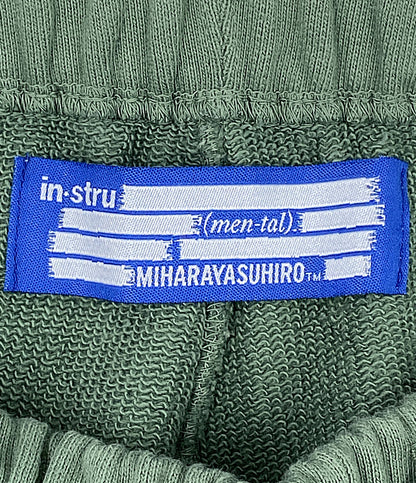 in-stru
(men-tal).
MIHARAYASUHIRO™